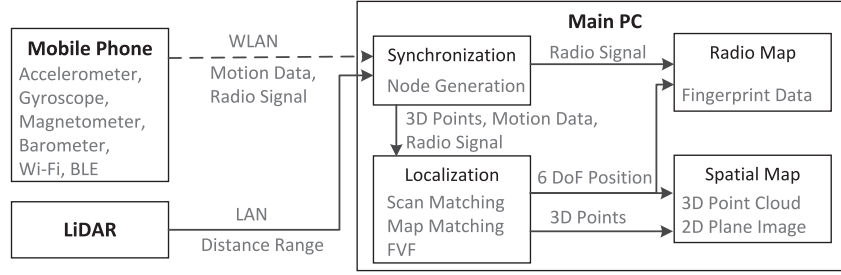 Main PC
Mobile Phone
Accelerometer,
Gyroscope,
Magnetometer,
Barometer,
Wi-Fi, BLE
WLAN
Motion Data,
Radio Signal
Synchronization
Node Generation
Radio Signal
Radio Map
Fingerprint Data
3D Points, Motion Data,
Radio Signal
LiDAR
LAN
Distance Range
Localization
Scan Matching
Map Matching
FVF
6 DoF Position
3D Points
Spatial Map
3D Point Cloud
2D Plane Image